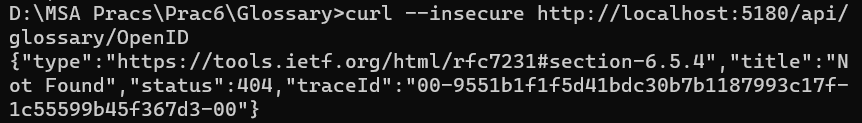 D:\MSA Pracs\Prac6\Glossary>curl --insecure http://localhost:5180/api/
glossary/OpenID
{"type":"https://tools.ietf.org/html/rfc7231#section-6.5.4","title":"N
ot Found","status":404,"traceId":"00-9551b1f1f5d41bdc30b7b1187993c17f-
1c55599b45f367d3-00"}